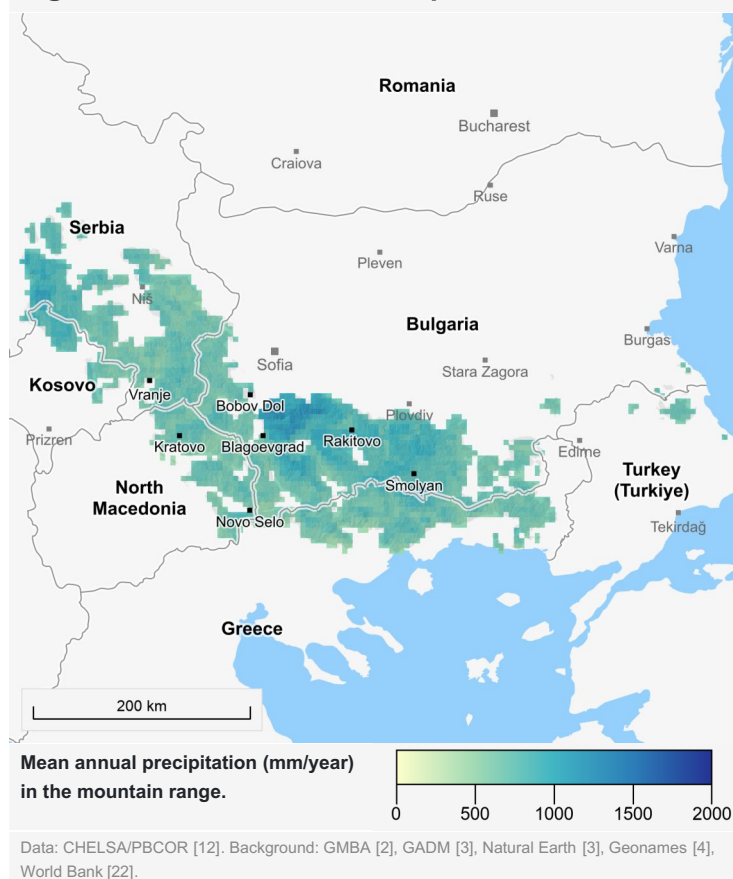 Romania
Bucharest
Craiova
Ruse
Serbia
Varna
Pleven
Niš
Bulgaria
Burgas
Sofia
Stara Zagora
Kosovo
Vranje
Bobov Dol
Plovdiv
Prizren
Kratovo
Blagoevgrad
Rakitovo
Edirne
North
Macedonia
Smolyan
Turkey
(Turkiye)
Novo Selo
Tekirdağ
Greece
200 km
Mean annual precipitation (mm/year)
in the mountain range.
0 500 1000 1500 2000
Data: CHELSA/PBCOR [12]. Background: GMBA [2], GADM [3], Natural Earth [3], Geonames [4],
World Bank [22].